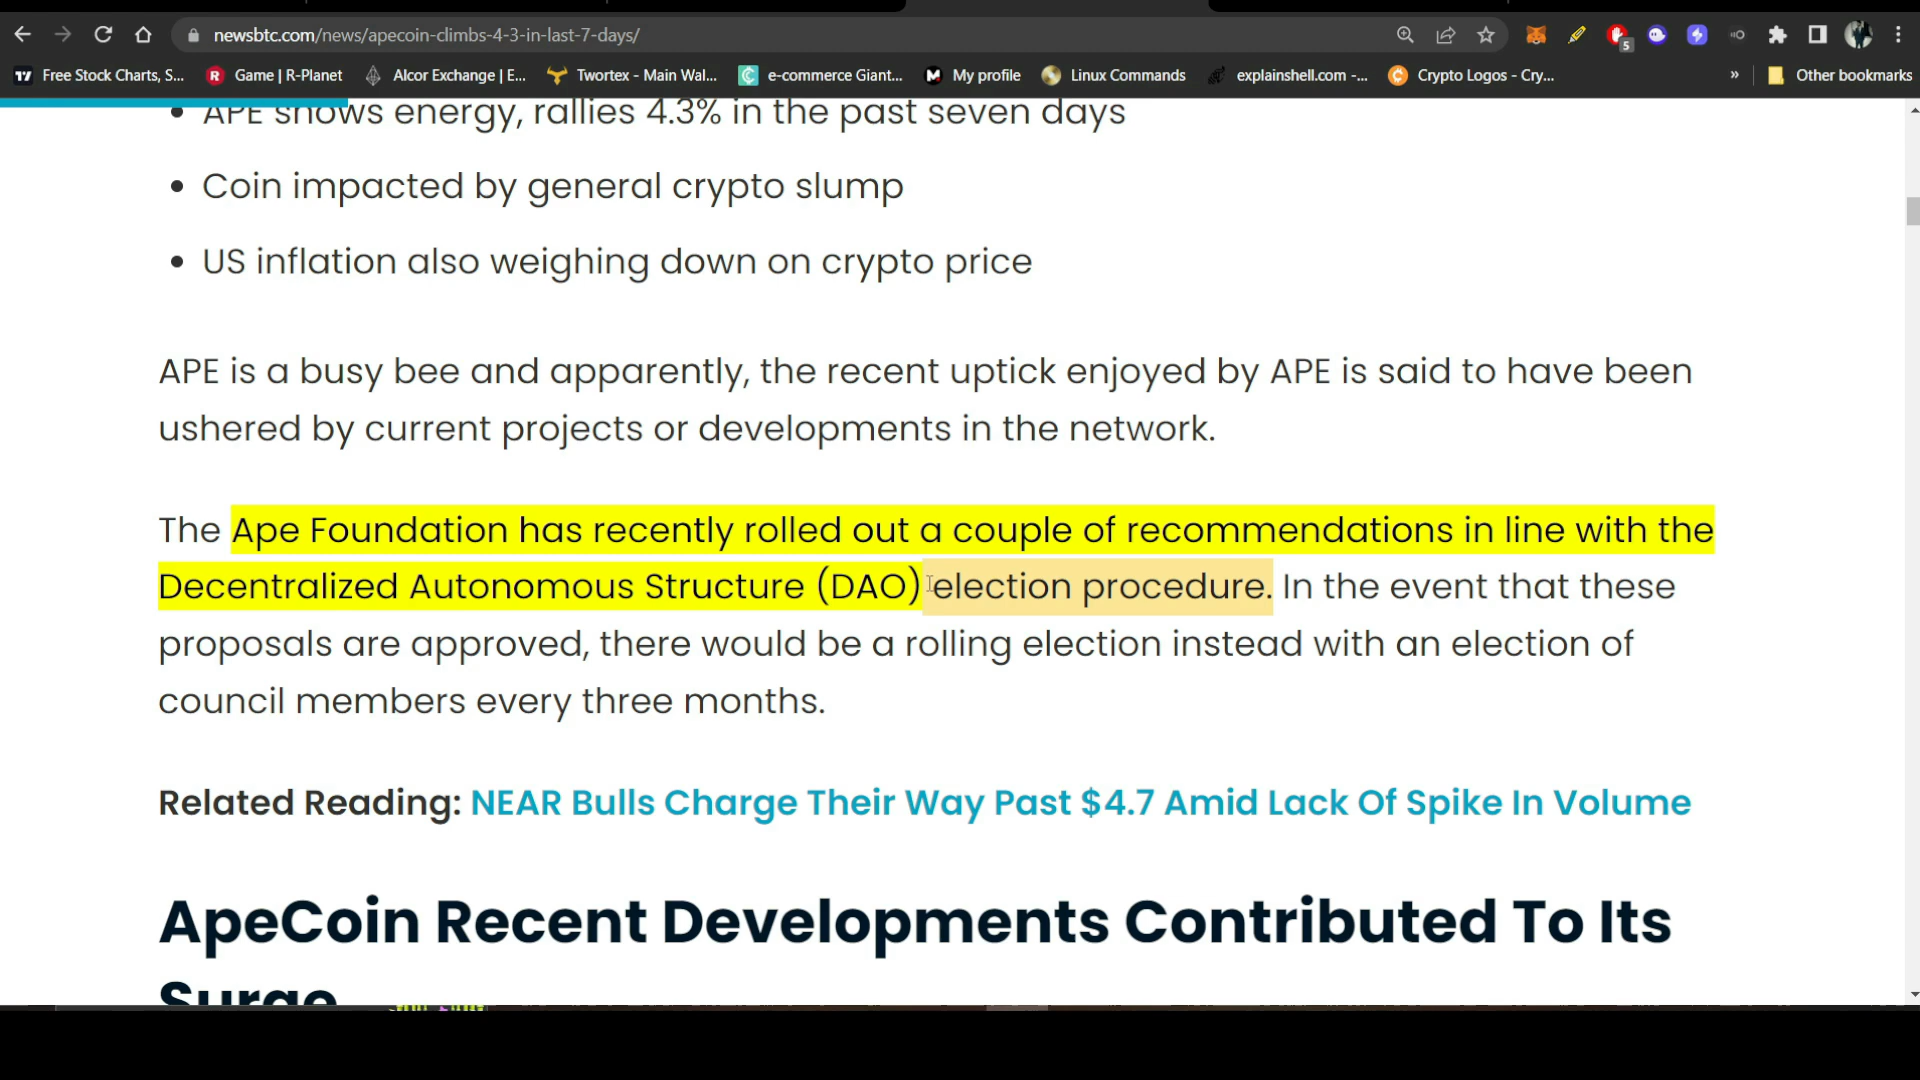 newsbtc.com/news/apecoin-climbs-4-3-in-last-7-days/
5
Free Stock Charts, S...
R Game | R-Planet
Alcor Exchange | E...
Twortex - Main Wal...
e-commerce Giant...
My profile
Linux Commands
explainshell.com -...
Crypto Logos - Cry...
»
Other bookmarks
• APE shows energy, rallies 4.3% in the past seven days
• Coin impacted by general crypto slump
• US inflation also weighing down on crypto price
APE is a busy bee and apparently, the recent uptick enjoyed by APE is said to have been
ushered by current projects or developments in the network.
The Ape Foundation has recently rolled out a couple of recommendations in line with the
Decentralized Autonomous Structure (DAO) election procedure. In the event that these
proposals are approved, there would be a rolling election instead with an election of
council members every three months.
Related Reading: NEAR Bulls Charge Their Way Past $4.7 Amid Lack Of Spike In Volume
ApeCoin Recent Developments Contributed To Its
Surge